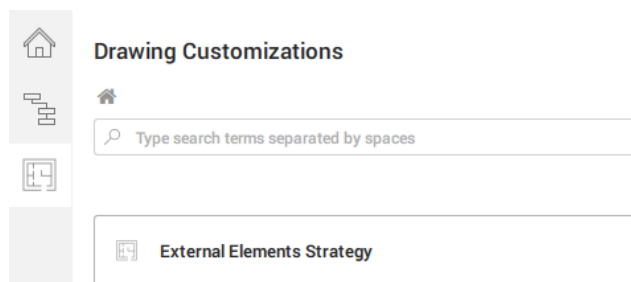 Drawing Customizations
Type search terms separated by spaces
External Elements Strategy